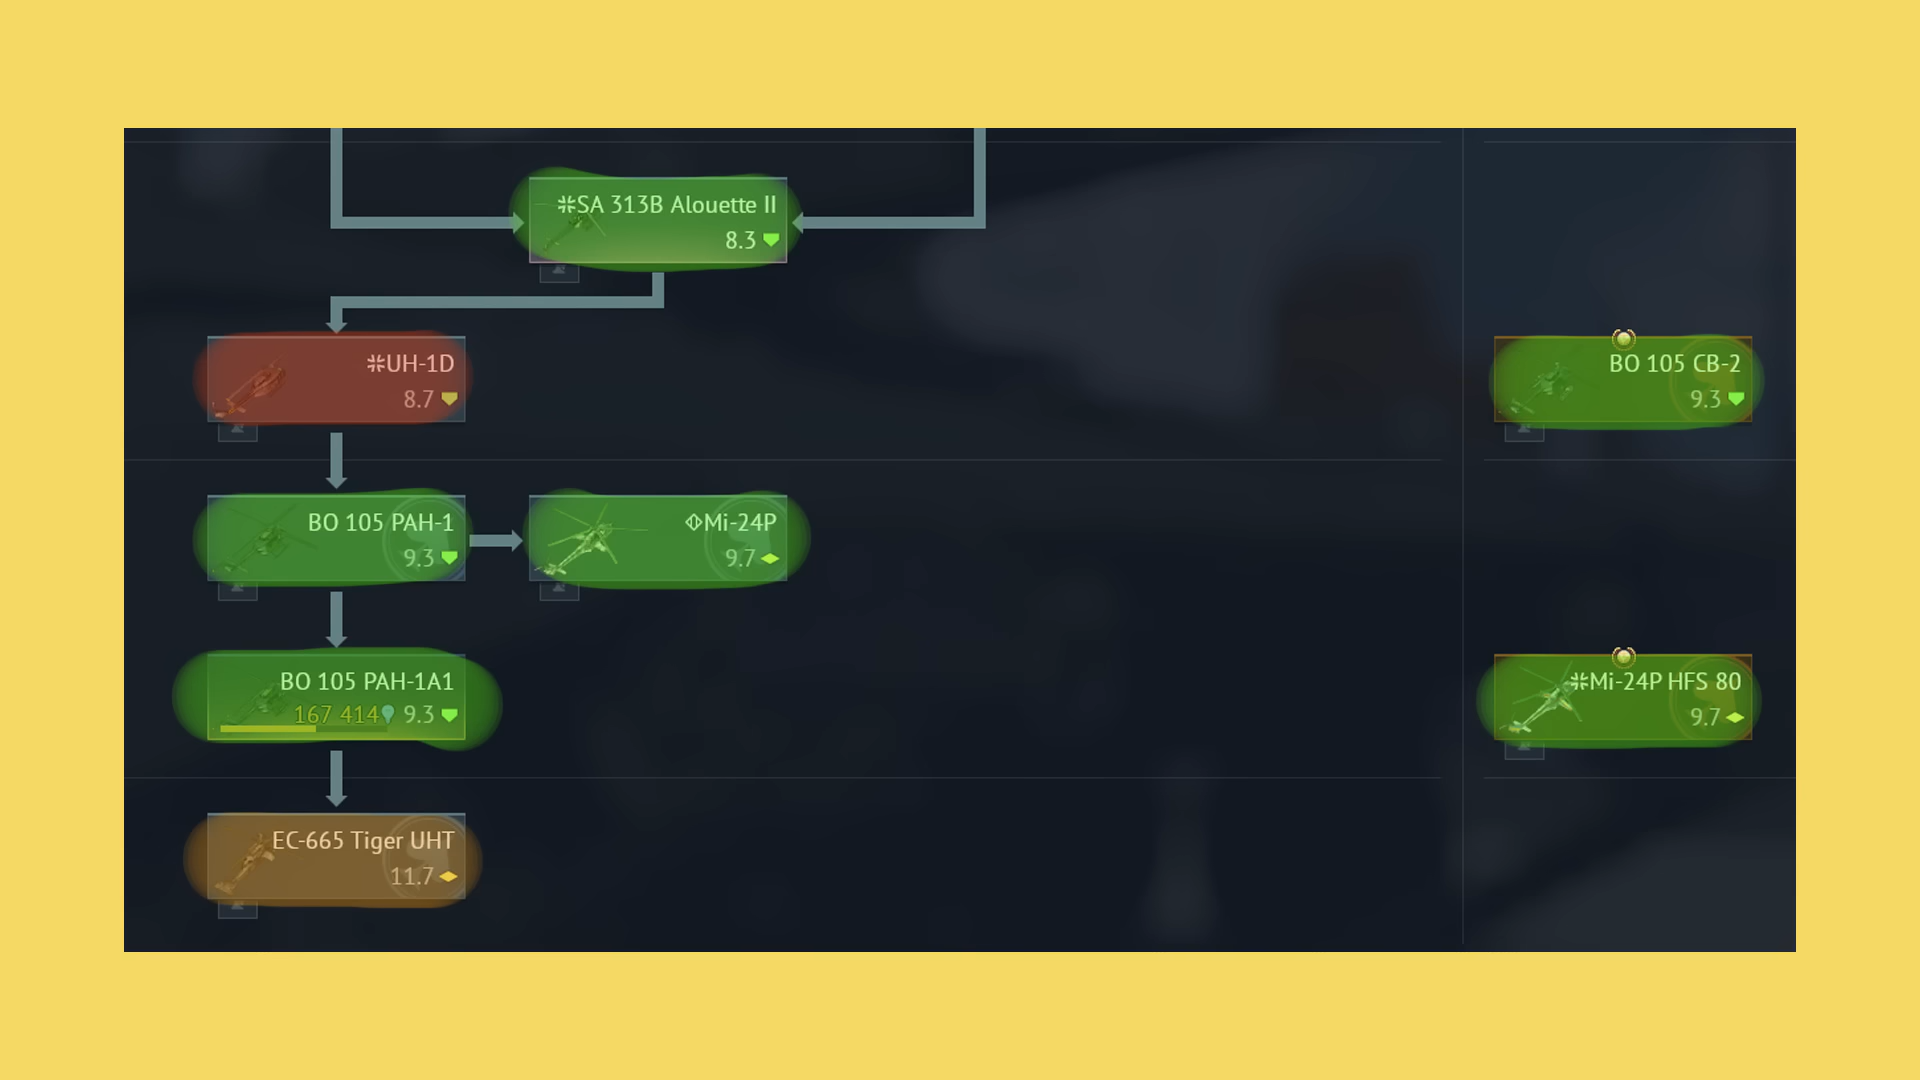 ⌗SA 313B Alouette II
8.3
⌗UH-1D
8.7
BO 105 CB-2
9.3
BO 105 PAH-1
9.3
Mi-24P
9.7
BO 105 PAH-1A1
167 414 9.3
⌗Mi-24P HFS 80
9.7
EC-665 Tiger UHT
11.7